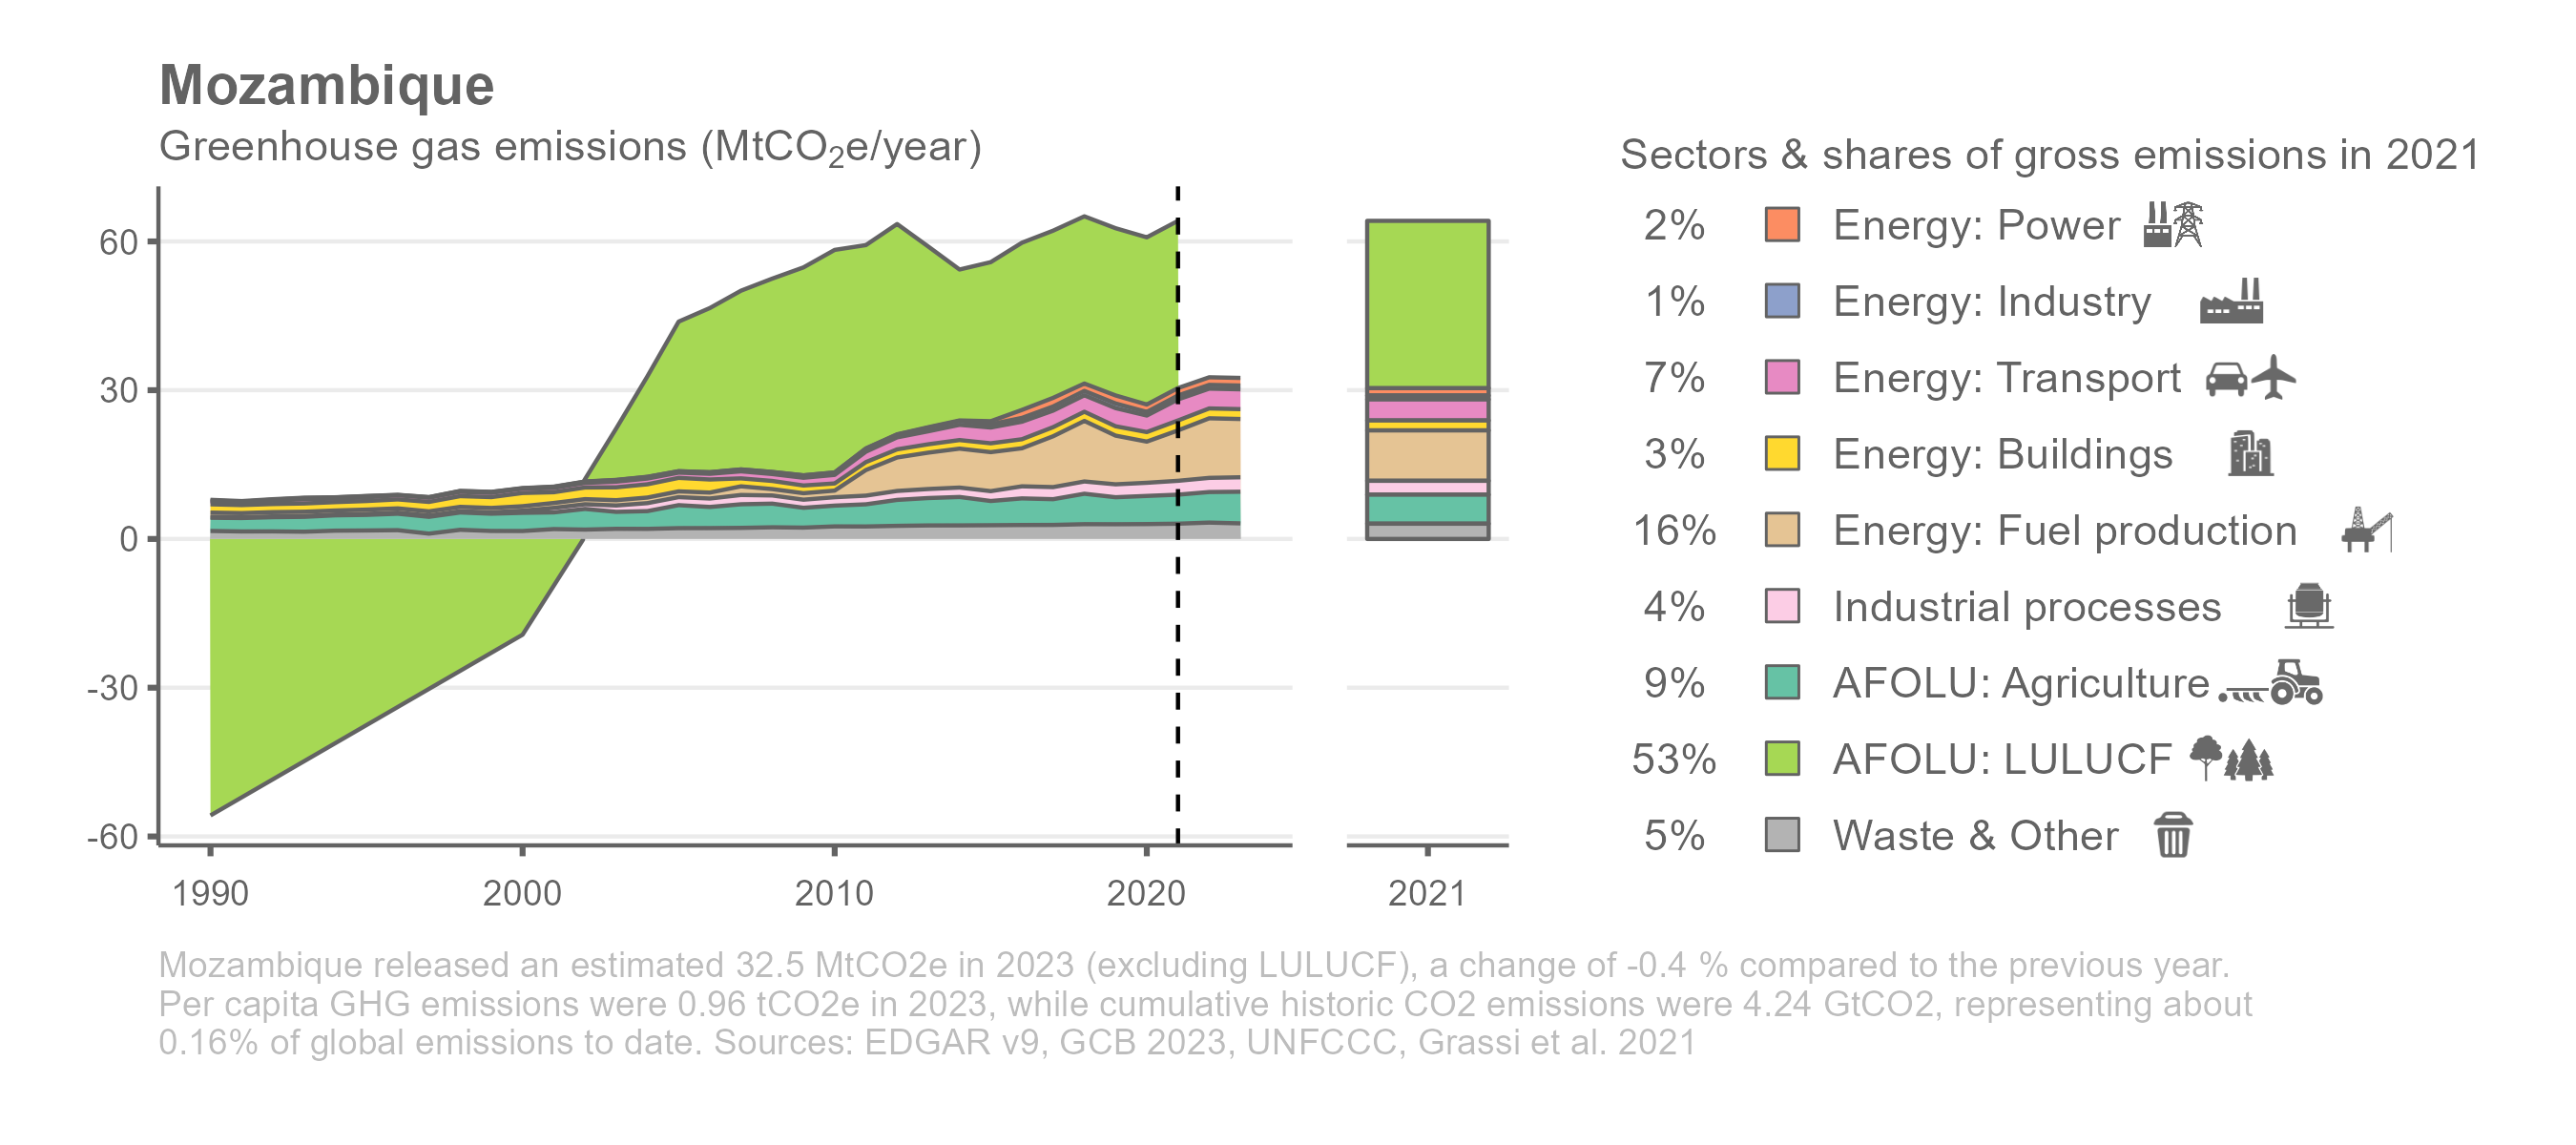 Mozambique
Greenhouse gas emissions (MtCO₂e/year)
60
30
0
-30
-60
1990
2000
2010
2020
2021
Sectors & shares of gross emissions in 2021
2% Energy: Power
1% Energy: Industry
7% Energy: Transport
3% Energy: Buildings
16% Energy: Fuel production
4% Industrial processes
9% AFOLU: Agriculture
53% AFOLU: LULUCF
5% Waste & Other
Mozambique released an estimated 32.5 MtCO2e in 2023 (excluding LULUCF), a change of -0.4 % compared to the previous year.
Per capita GHG emissions were 0.96 tCO2e in 2023, while cumulative historic CO2 emissions were 4.24 GtCO2, representing about
0.16% of global emissions to date. Sources: EDGAR v9, GCB 2023, UNFCCC, Grassi et al. 2021